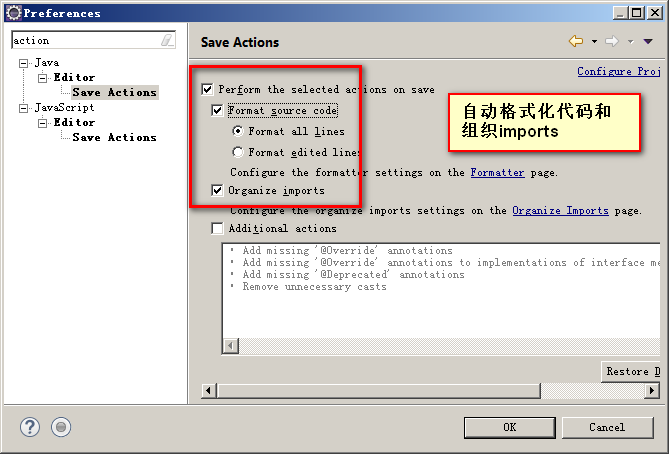 Preferences
action
Save Actions
Java
Editor
Save Actions
JavaScript
Editor
Save Actions
Configure Proj
Perform the selected actions on save
Format source code
Format all lines
Format edited lines
Configure the formatter settings on the Formatter page.
Organize imports
Configure the organize imports settings on the Organize Imports page.
Additional actions
• Add missing '@Override' annotations
• Add missing '@Override' annotations to implementations of interface me
• Add missing '@Deprecated' annotations
• Remove unnecessary casts
自动格式化代码和
组织imports
Restore D
OK
Cancel